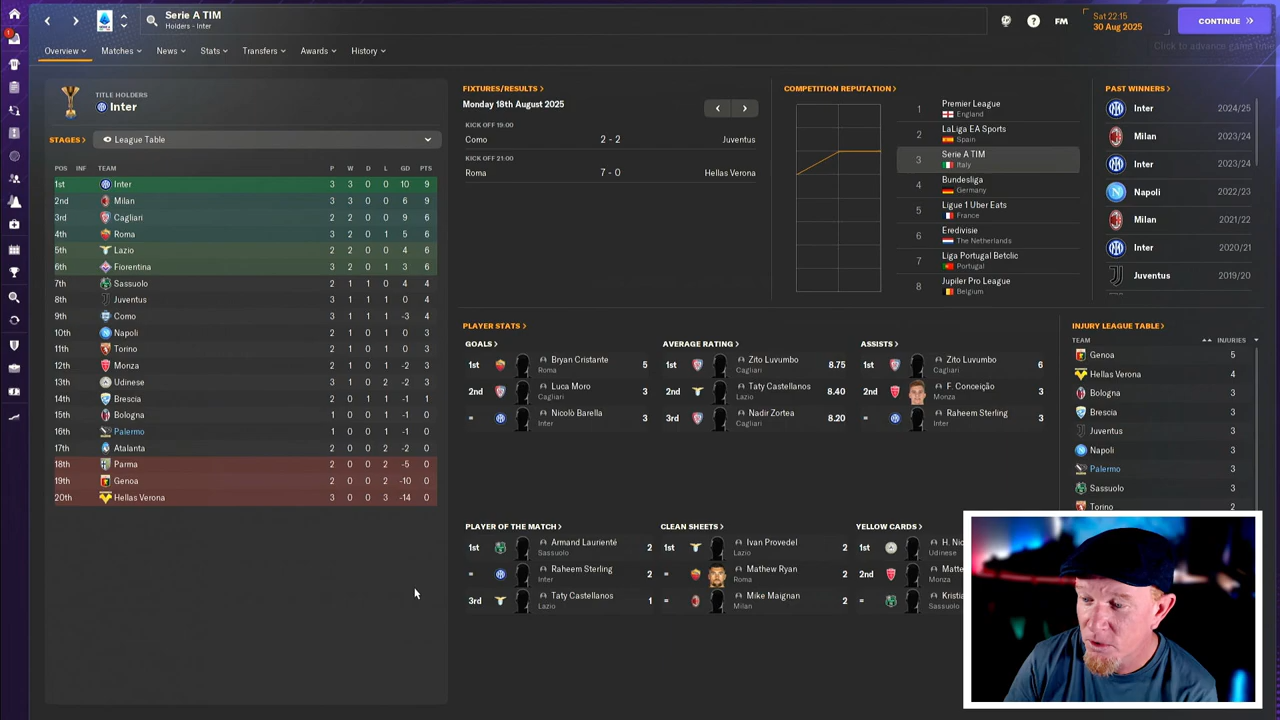 Serie A TIM
Holders - Inter
FM
Sat 22:15
30 Aug 2025
CONTINUE
Click to advance game time
Overview
Matches
News
Stats
Transfers
Awards
History
TITLE HOLDERS
Inter
STAGES
League Table
POS INF TEAM P W D L GD PTS
1st Inter 3 3 0 0 10 9
2nd Milan 3 3 0 0 6 9
3rd Cagliari 2 2 0 0 9 6
4th Roma 3 2 0 1 5 6
5th Lazio 2 2 0 0 4 6
6th Fiorentina 3 2 0 1 3 6
7th Sassuolo 2 1 1 0 4 4
8th Juventus 3 1 1 1 0 4
9th Como 3 1 1 1 -3 4
10th Napoli 2 1 0 1 0 3
11th Torino 2 1 0 1 0 3
12th Monza 2 1 0 1 -2 3
13th Udinese 3 1 0 2 -2 3
14th Brescia 2 0 1 1 -1 1
15th Bologna 1 0 0 1 -1 0
16th Palermo 1 0 0 1 -1 0
17th Atalanta 2 0 0 2 -2 0
18th Parma 2 0 0 2 -5 0
19th Genoa 2 0 0 2 -10 0
20th Hellas Verona 3 0 0 3 -14 0
FIXTURES/RESULTS
Monday 18th August 2025
KICK OFF 19:00
Como 2 - 2 Juventus
KICK OFF 21:00
Roma 7 - 0 Hellas Verona
COMPETITION REPUTATION
1 Premier League
England
2 LaLiga EA Sports
Spain
3 Serie A TIM
Italy
4 Bundesliga
Germany
5 Ligue 1 Uber Eats
France
6 Eredivisie
The Netherlands
7 Liga Portugal Betclic
Portugal
8 Jupiler Pro League
Belgium
PAST WINNERS
Inter 2024/25
Milan 2023/24
Inter 2023/24
Napoli 2022/23
Milan 2021/22
Inter 2020/21
Juventus 2019/20
PLAYER STATS
GOALS
1st Bryan Cristante 5
Roma
2nd Luca Moro 3
Cagliari
= Nicolò Barella 3
Inter
AVERAGE RATING
1st Zito Luvumbo 8.75
Cagliari
2nd Taty Castellanos 8.40
Lazio
3rd Nadir Zortea 8.20
Cagliari
ASSISTS
1st Zito Luvumbo 6
Cagliari
2nd F. Conceição 3
Monza
= Raheem Sterling 3
Inter
INJURY LEAGUE TABLE
TEAM INJURIES
Genoa 5
Hellas Verona 4
Bologna 3
Brescia 3
Juventus 3
Napoli 3
Palermo 3
Sassuolo 3
Torino 2
PLAYER OF THE MATCH
1st Armand Laurienté 2
Sassuolo
= Raheem Sterling 2
Inter
3rd Taty Castellanos 1
Lazio
CLEAN SHEETS
1st Ivan Provedel 2
Lazio
= Mathew Ryan 2
Roma
= Mike Maignan 2
Milan
YELLOW CARDS
1st H. Nic
Udinese
2nd Matte
Monza
= Kristia
Sassuolo